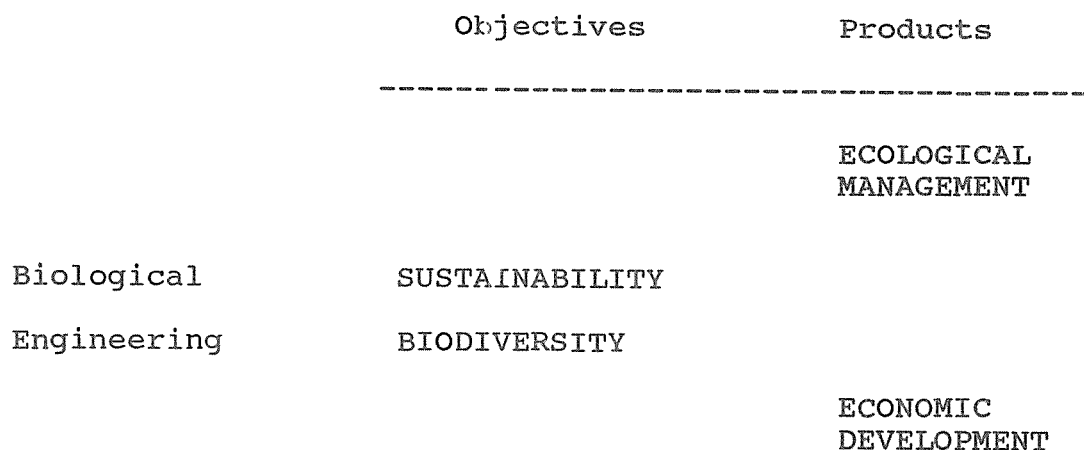 Objectives Products
ECOLOGICAL
MANAGEMENT
Biological SUSTAINABILITY
Engineering BIODIVERSITY
ECONOMIC
DEVELOPMENT